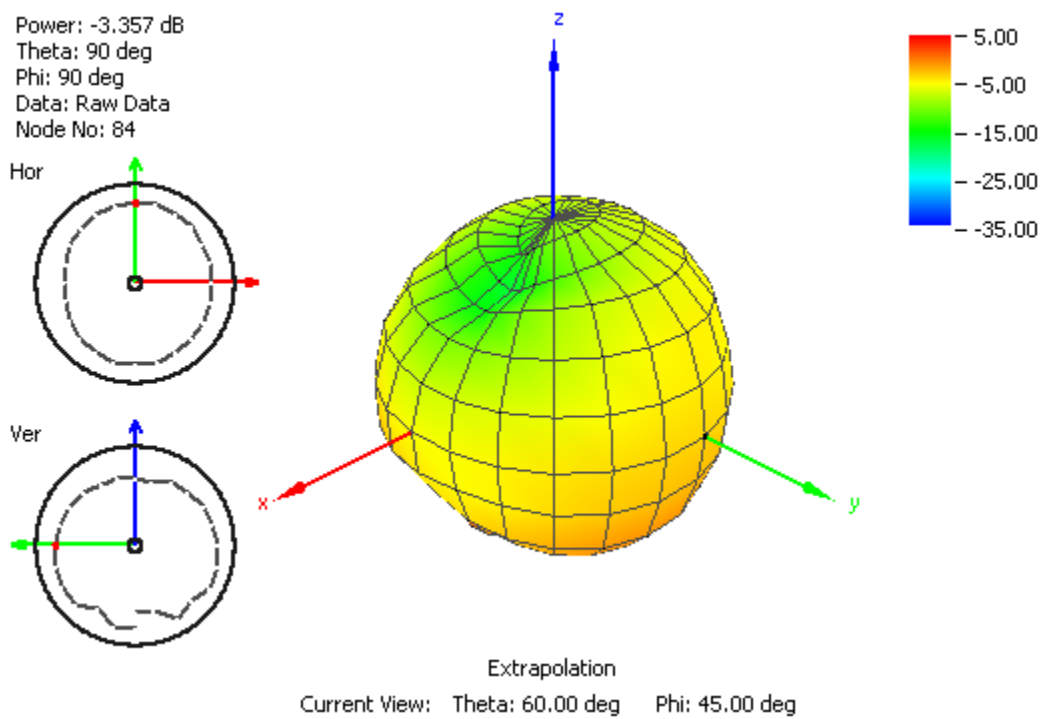 Power: -3.357 dB
Theta: 90 deg
Phi: 90 deg
Data: Raw Data
Node No: 84
Hor
Ver
z
x
y
5.00
-5.00
-15.00
-25.00
-35.00
Extrapolation
Current View: Theta: 60.00 deg Phi: 45.00 deg